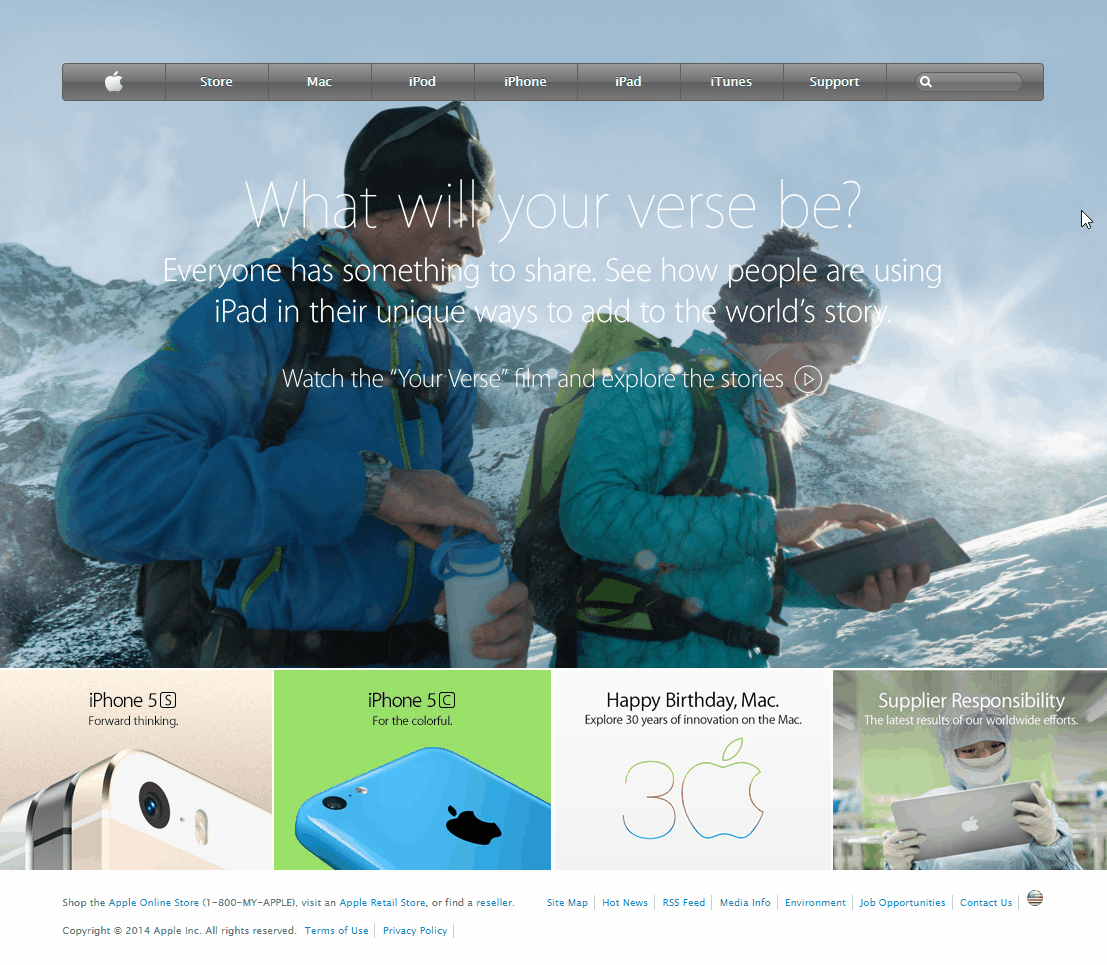 Store Mac iPod iPhone iPad iTunes Support
What will your verse be?
Everyone has something to share. See how people are using
iPad in their unique ways to add to the world’s story.
Watch the “Your Verse” film and explore the stories
iPhone 5S
Forward thinking.
iPhone 5C
For the colorful.
Happy Birthday, Mac.
Explore 30 years of innovation on the Mac.
30
Supplier Responsibility
The latest results of our worldwide efforts.
Shop the Apple Online Store (1-800-MY-APPLE), visit an Apple Retail Store, or find a reseller.
Site Map Hot News RSS Feed Media Info Environment Job Opportunities Contact Us
Copyright © 2014 Apple Inc. All rights reserved. Terms of Use Privacy Policy